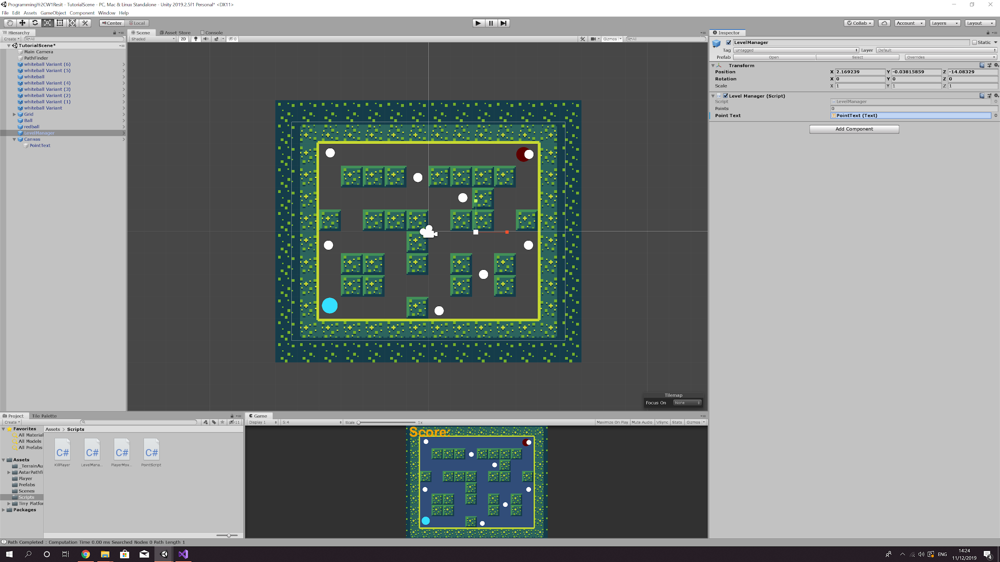 ProgrammingYr2CW1Resit - TutorialScene - PC, Mac & Linux Standalone - Unity 2019.2.5f1 Personal* <DX11>
File Edit Assets GameObject Component Window Help
Center Local
Collab Account Layers Layout
Hierarchy
Create All
TutorialScene*
Main Camera
PathFinder
whiteball Variant (6)
whiteball Variant (5)
whiteball
whiteball Variant (4)
whiteball Variant (3)
whiteball Variant (2)
whiteball Variant (1)
whiteball Variant
Grid
Ball
redball
LevelManager
Canvas
PointText
Scene Asset Store Console
Shaded 2D 0 Gizmos All
Tilemap
Focus On None
Inspector
LevelManager Static
Tag Untagged Layer Default
Prefab Open Select Overrides
Transform
Position X 2.169239 Y -0.03815859 Z -14.08329
Rotation X 0 Y 0 Z 0
Scale X 1 Y 1 Z 1
Level Manager (Script)
Script LevelManager
Points 0
Point Text PointText (Text)
Add Component
Project Tile Palette
Create 11
Favorites
All Material
All Models
All Prefabs
Assets
_TerrainAu
AstarPathfi
Player
Prefabs
Scenes
Scripts
Tiny Platfor
Packages
Assets > Scripts
C# C# C# C#
KillPlayer LevelMana... PlayerMov... PointScript
Game
Display 1 5:4 Scale 1x Maximize On Play Mute Audio VSync Stats Gizmos
Score:
Path Completed : Computation Time 0.00 ms Searched Nodes 0 Path Length 1
ENG
14:24
11/12/2019
4